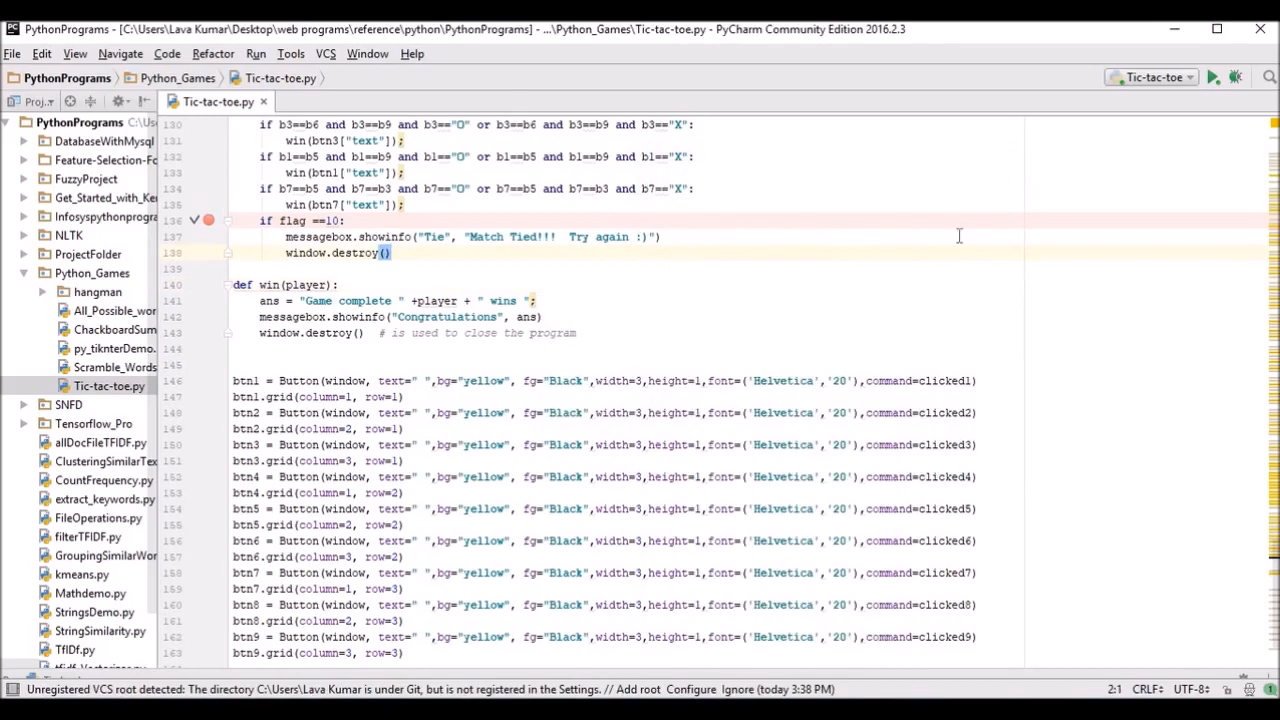 PythonPrograms - [C:\Users\Lava Kumar\Desktop\web programs\reference\python\PythonPrograms] - ...\Python_Games\Tic-tac-toe.py - PyCharm Community Edition 2016.2.3
File Edit View Navigate Code Refactor Run Tools VCS Window Help
PythonPrograms Python_Games Tic-tac-toe.py Tic-tac-toe
Proj.. Tic-tac-toe.py
PythonPrograms C:\Us
DatabaseWithMysql
Feature-Selection-Fo
FuzzyProject
Get_Started_with_Ker
Infosyspythonprogra
NLTK
ProjectFolder
Python_Games
hangman
All_Possible_wor
ChackboardSum
py_tiknterDemo.
Scramble_Words
Tic-tac-toe.py
SNFD
Tensorflow_Pro
allDocFileTFIDF.py
ClusteringSimilarTex
CountFrequency.py
extract_keywords.py
FileOperations.py
filterTFIDF.py
GroupingSimilarWor
kmeans.py
Mathdemo.py
StringsDemo.py
StringSimilarity.py
TfIDf.py
tfidf_Vectorizer
130 if b3==b6 and b3==b9 and b3=="O" or b3==b6 and b3==b9 and b3=="X":
131 win(btn3["text"]);
132 if b1==b5 and b1==b9 and b1=="O" or b1==b5 and b1==b9 and b1=="X":
133 win(btn1["text"]);
134 if b7==b5 and b7==b3 and b7=="O" or b7==b5 and b7==b3 and b7=="X":
135 win(btn7["text"]);
136 if flag ==10:
137 messagebox.showinfo("Tie", "Match Tied!!!  Try again :)")
138 window.destroy()
139
140 def win(player):
141 ans = "Game complete " +player + " wins ";
142 messagebox.showinfo("Congratulations", ans)
143 window.destroy()  # is used to close the program
144
145
146 btn1 = Button(window, text=" ",bg="yellow", fg="Black",width=3,height=1,font=('Helvetica','20'),command=clicked1)
147 btn1.grid(column=1, row=1)
148 btn2 = Button(window, text=" ",bg="yellow", fg="Black",width=3,height=1,font=('Helvetica','20'),command=clicked2)
149 btn2.grid(column=2, row=1)
150 btn3 = Button(window, text=" ",bg="yellow", fg="Black",width=3,height=1,font=('Helvetica','20'),command=clicked3)
151 btn3.grid(column=3, row=1)
152 btn4 = Button(window, text=" ",bg="yellow", fg="Black",width=3,height=1,font=('Helvetica','20'),command=clicked4)
153 btn4.grid(column=1, row=2)
154 btn5 = Button(window, text=" ",bg="yellow", fg="Black",width=3,height=1,font=('Helvetica','20'),command=clicked5)
155 btn5.grid(column=2, row=2)
156 btn6 = Button(window, text=" ",bg="yellow", fg="Black",width=3,height=1,font=('Helvetica','20'),command=clicked6)
157 btn6.grid(column=3, row=2)
158 btn7 = Button(window, text=" ",bg="yellow", fg="Black",width=3,height=1,font=('Helvetica','20'),command=clicked7)
159 btn7.grid(column=1, row=3)
160 btn8 = Button(window, text=" ",bg="yellow", fg="Black",width=3,height=1,font=('Helvetica','20'),command=clicked8)
161 btn8.grid(column=2, row=3)
162 btn9 = Button(window, text=" ",bg="yellow", fg="Black",width=3,height=1,font=('Helvetica','20'),command=clicked9)
163 btn9.grid(column=3, row=3)
Unregistered VCS root detected: The directory C:\Users\Lava Kumar is under Git, but is not registered in the Settings. // Add root Configure Ignore (today 3:38 PM) 2:1 CRLF UTF-8 1